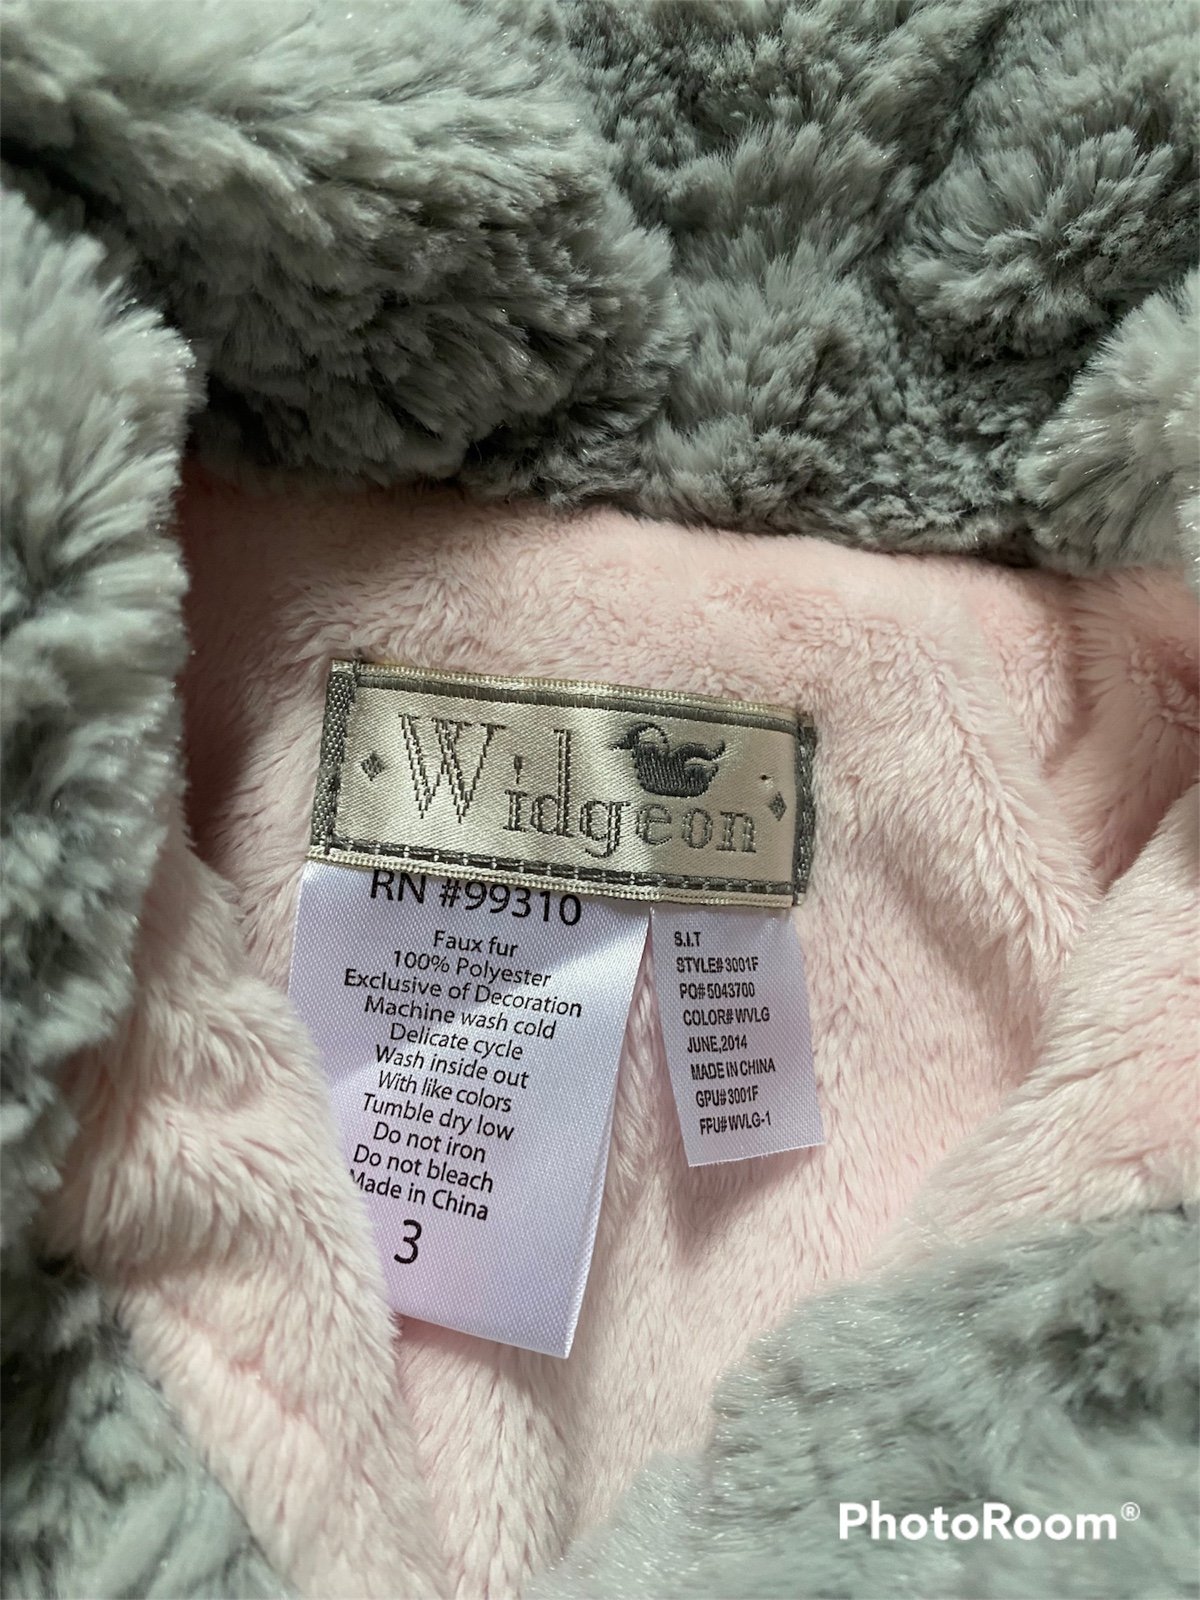 Widgeon
RN #99310
Faux fur
100% Polyester
Exclusive of Decoration
Machine wash cold
Delicate cycle
Wash inside out
With like colors
Tumble dry low
Do not iron
Do not bleach
Made in China
3
S.I.T
STYLE# 3001F
PO# 5043700
COLOR# WVLG
JUNE,2014
MADE IN CHINA
GPU# 3001F
FPU# WVLG-1
PhotoRoom®